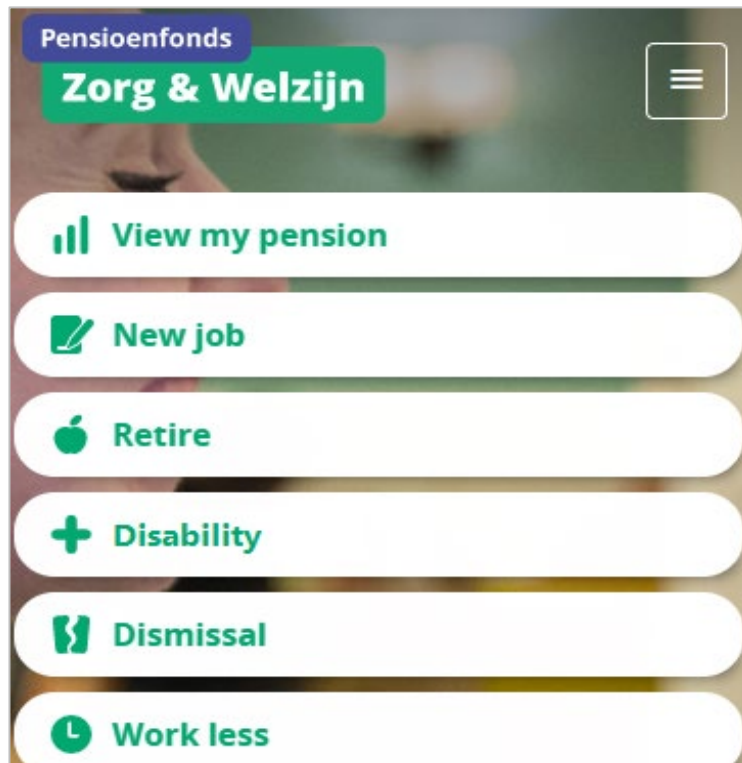 Pensioenfonds
Zorg & Welzijn
View my pension
New job
Retire
Disability
Dismissal
Work less